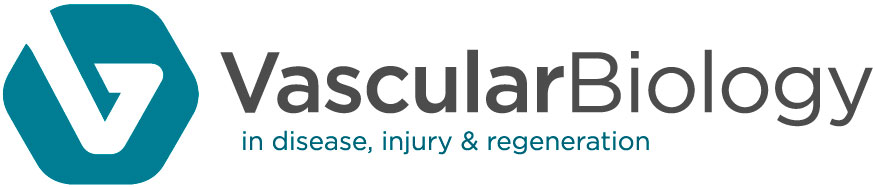 VascularBiology
in disease, injury & regeneration